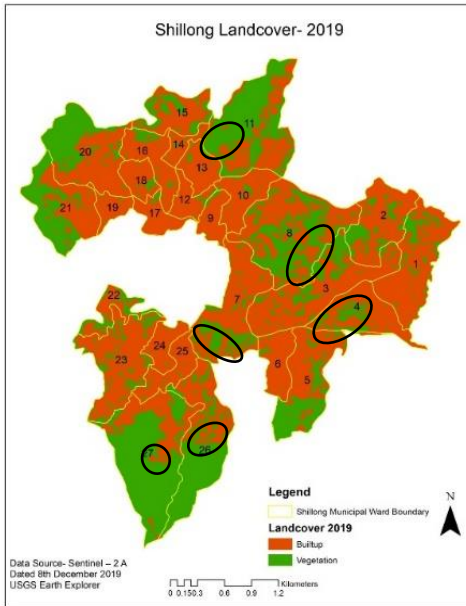 Shillong Landcover- 2019
15
11
20
16
14
13
18
10
21
19
17
12
9
2
8
1
3
7
4
22
23
24
25
6
5
27
26
Legend
Shillong Municipal Ward Boundary
Landcover 2019
Builtup
Vegetation
N
Data Source- Sentinel – 2 A
Dated 8th December 2019
USGS Earth Explorer
Kilometers
0 0.150.3 0.6 0.9 1.2